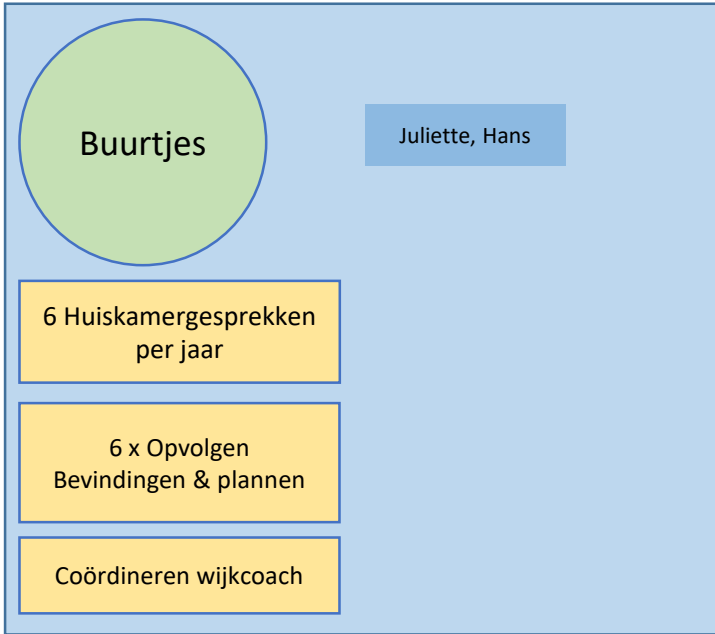 Buurtjes
Juliette, Hans
6 Huiskamergesprekken
per jaar
6 x Opvolgen
Bevindingen & plannen
Coördineren wijkcoach